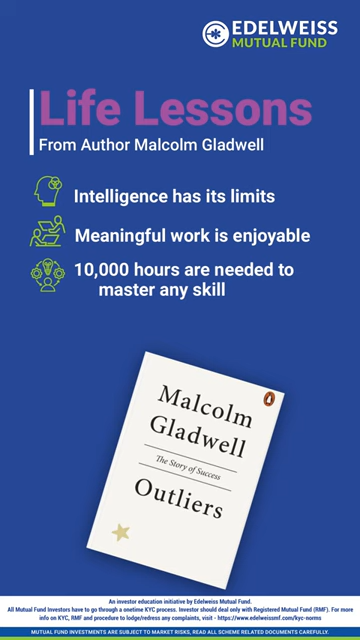 EDELWEISS
MUTUAL FUND
Life Lessons
From Author Malcolm Gladwell
Intelligence has its limits
Meaningful work is enjoyable
10,000 hours are needed to
master any skill
Malcolm
Gladwell
The Story of Success
Outliers
An investor education initiative by Edelweiss Mutual Fund.
All Mutual Fund Investors have to go through a onetime KYC process. Investor should deal only with Registered Mutual Fund (RMF). For more
info on KYC, RMF and procedure to lodge/redress any complaints, visit - https://www.edelweissmf.com/kyc-norms
MUTUAL FUND INVESTMENTS ARE SUBJECT TO MARKET RISKS, READ ALL SCHEME RELATED DOCUMENTS CAREFULLY.